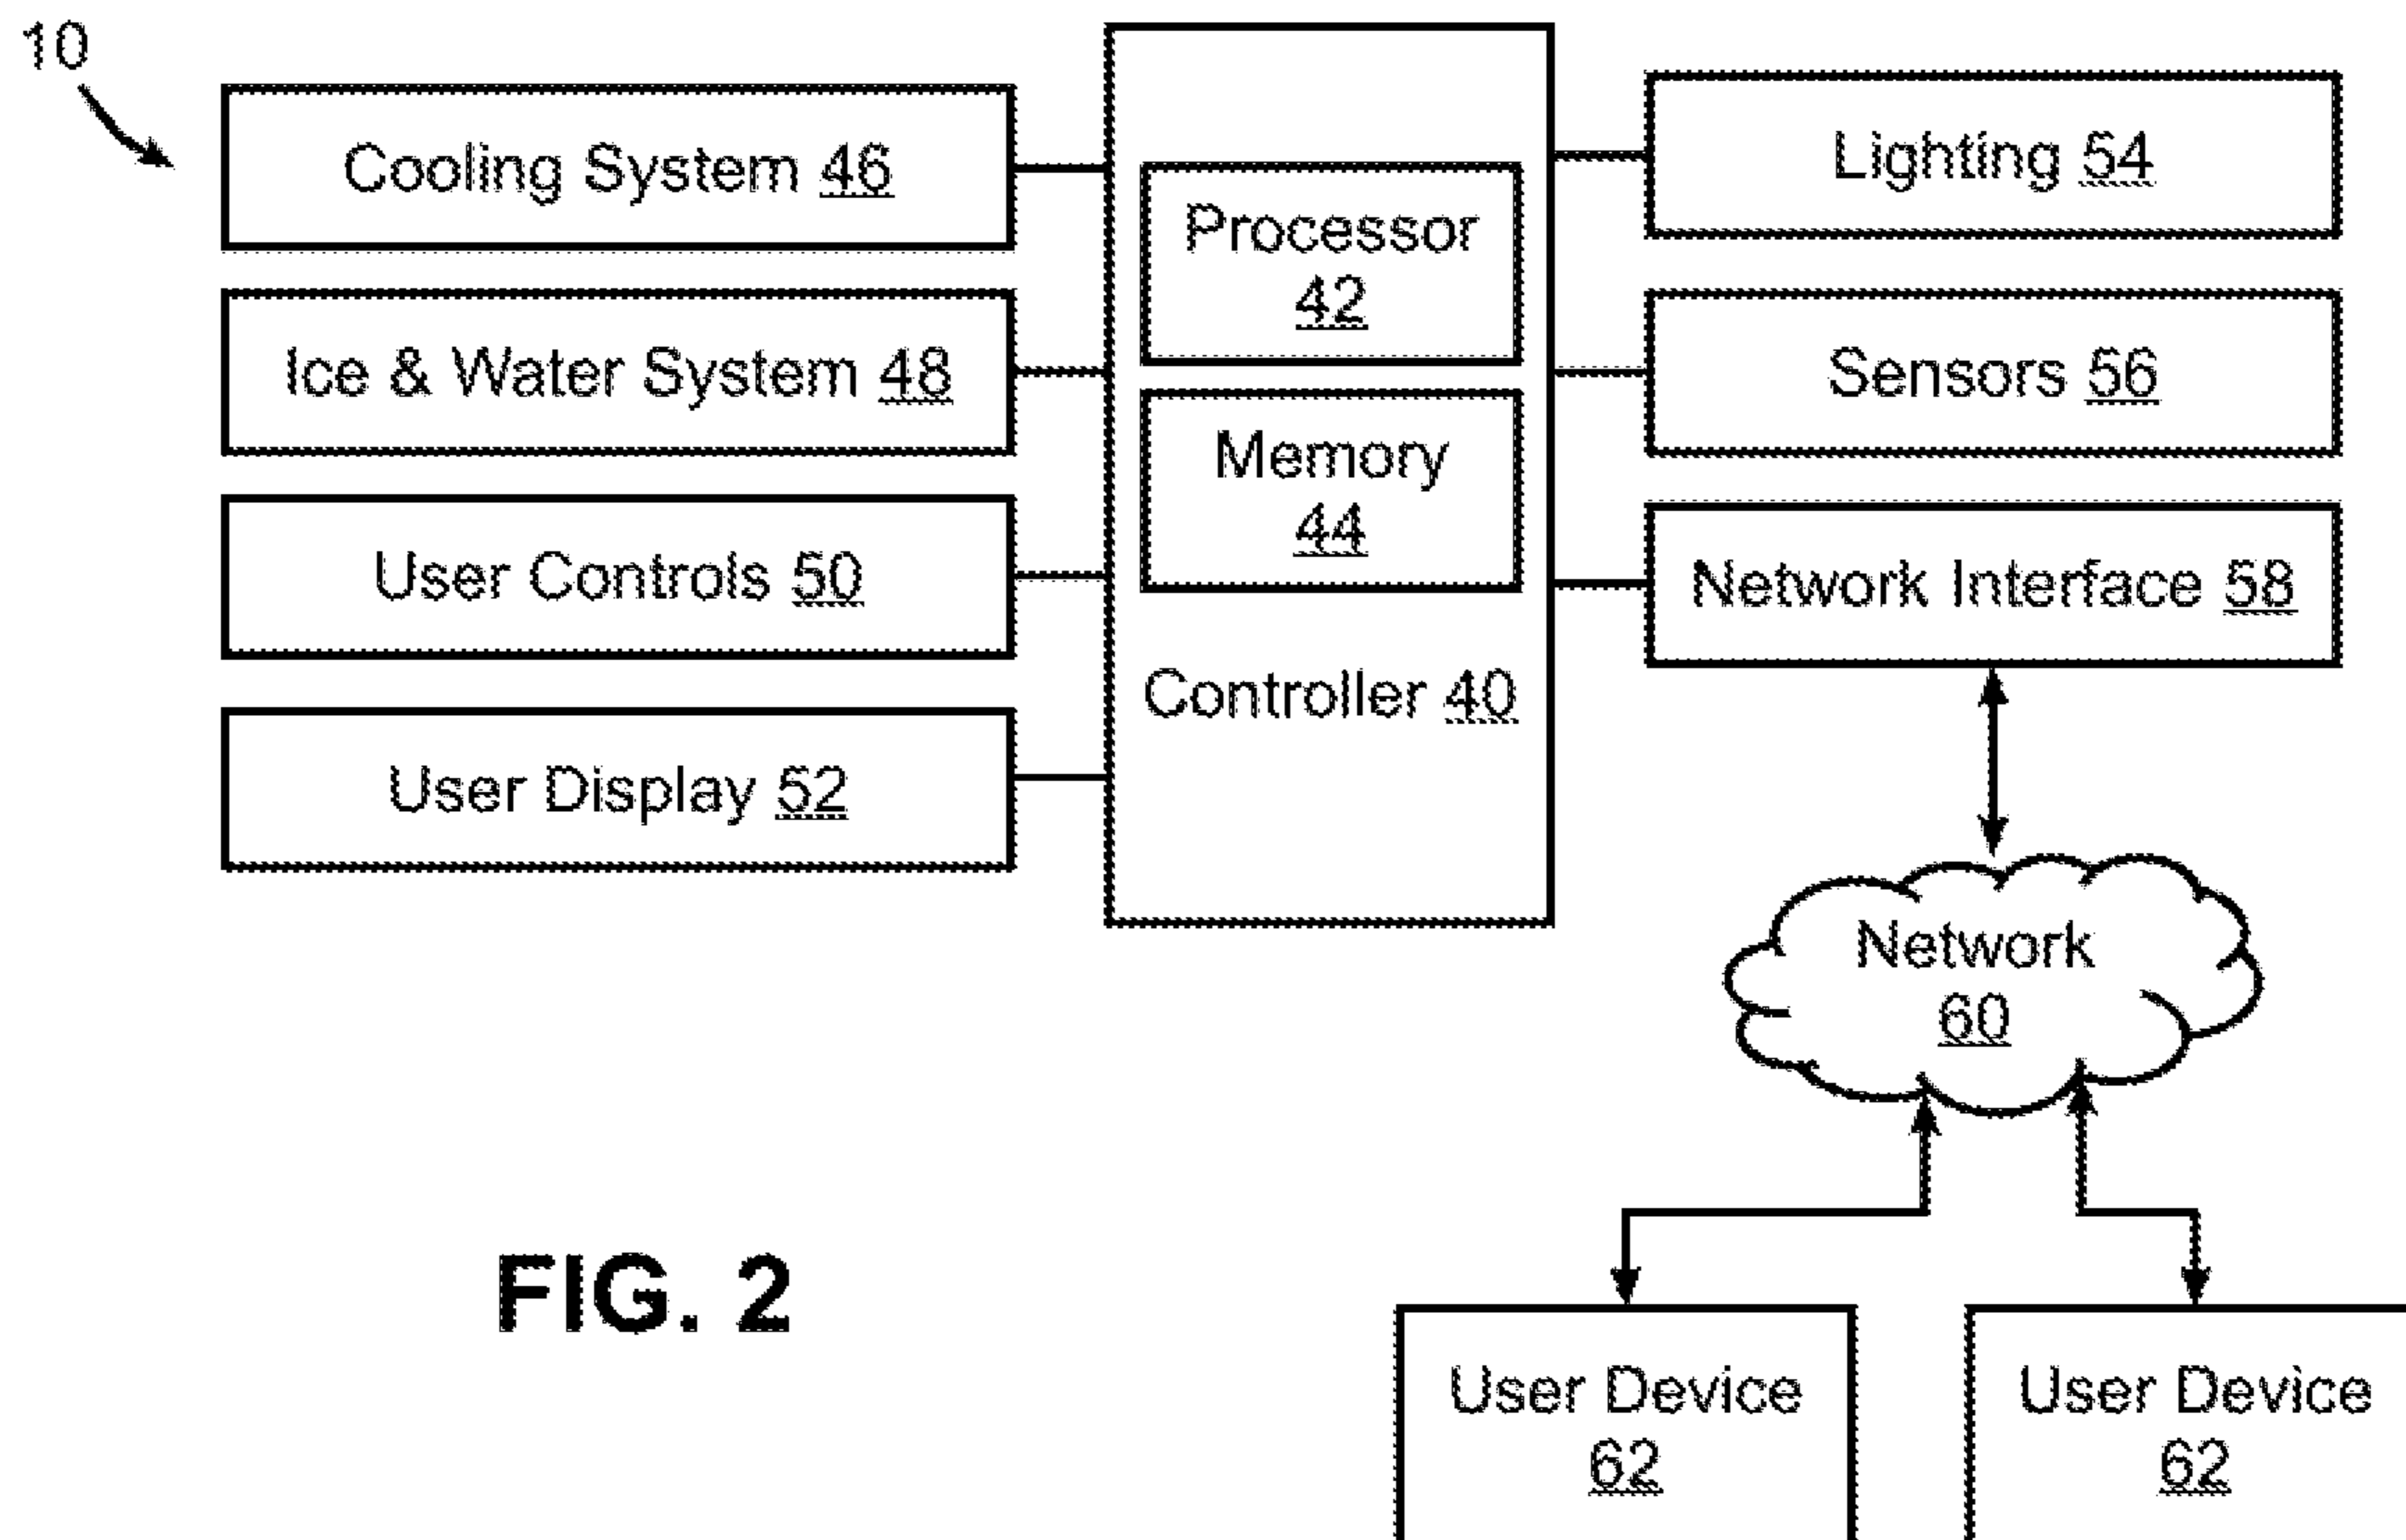 10
Cooling System 46
Ice & Water System 48
User Controls 50
User Display 52
Processor
42
Memory
44
Controller 40
Lighting 54
Sensors 56
Network Interface 58
Network
60
User Device
62
User Device
62
FIG. 2